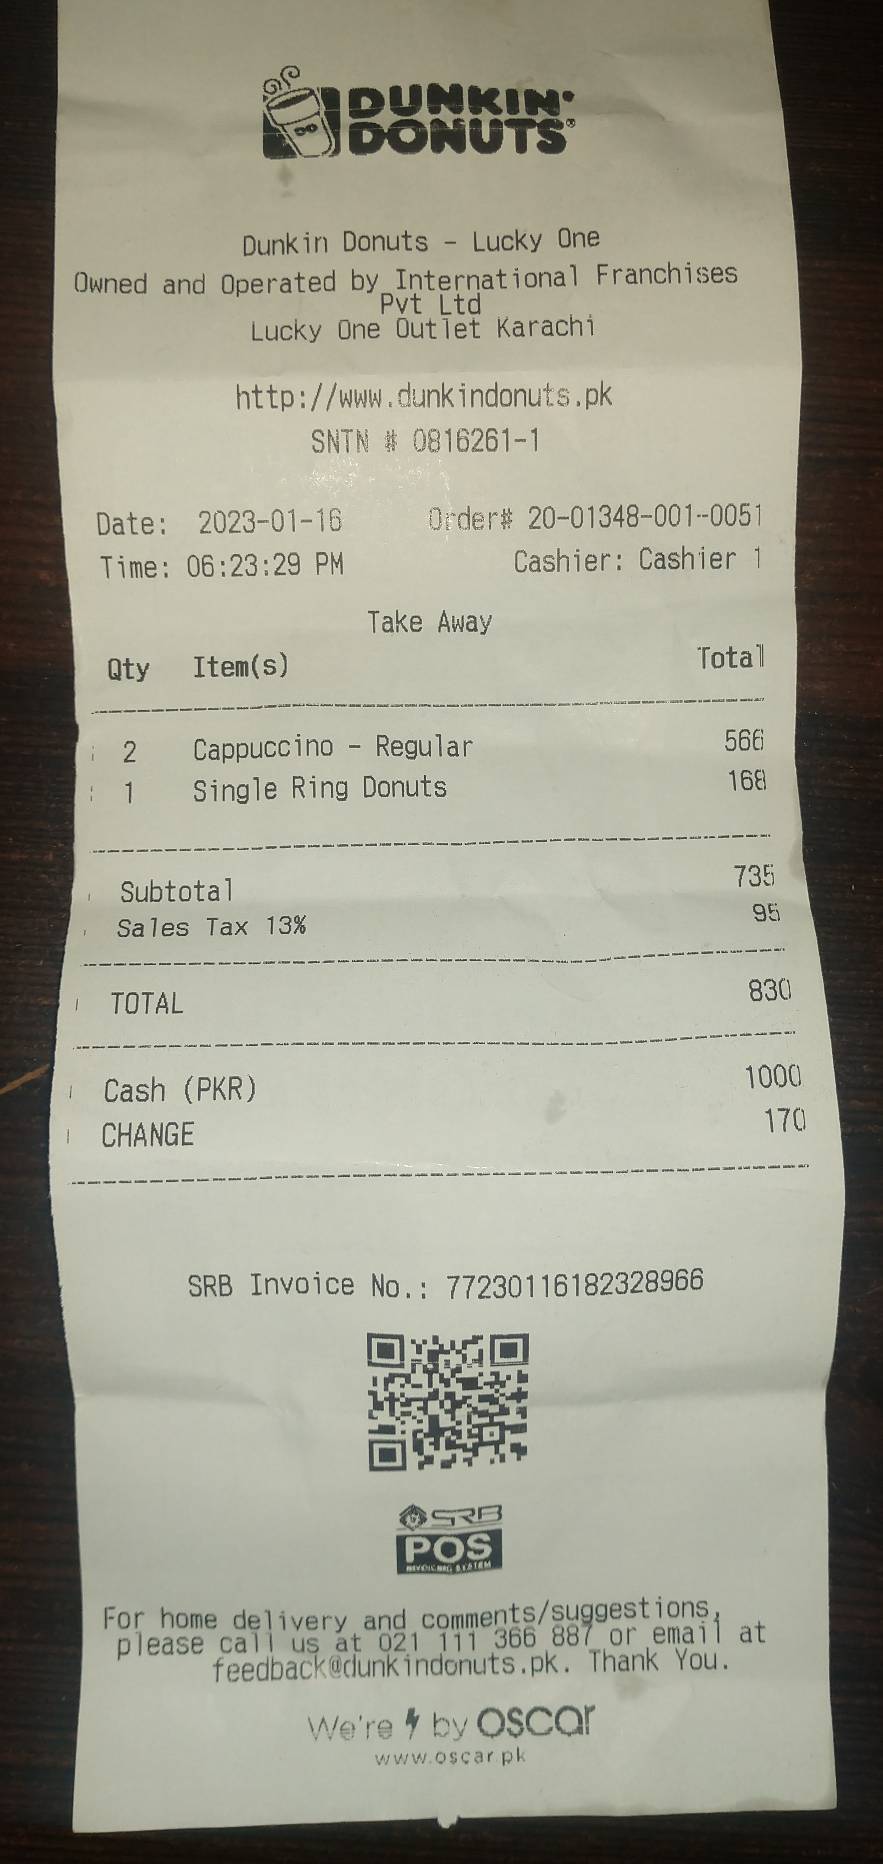 DUNKIN'
DONUTS®
Dunkin Donuts - Lucky One
Owned and Operated by International Franchises
Pvt Ltd
Lucky One Outlet Karachi
http://www.dunkindonuts.pk
SNTN # 0816261-1
Date: 2023-01-16 Order# 20-01348-001-0051
Time: 06:23:29 PM Cashier: Cashier 1
Take Away
Qty Item(s) Total
2 Cappuccino - Regular 566
1 Single Ring Donuts 168
Subtotal 735
Sales Tax 13% 95
TOTAL 830
Cash (PKR) 1000
CHANGE 170
SRB Invoice No.: 77230116182328966
SRB
POS
INVOICING SYSTEM
For home delivery and comments/suggestions,
please call us at 021 111 366 887 or email at
feedback@dunkindonuts.pk. Thank You.
We're by OSCAR
www.oscar.pk